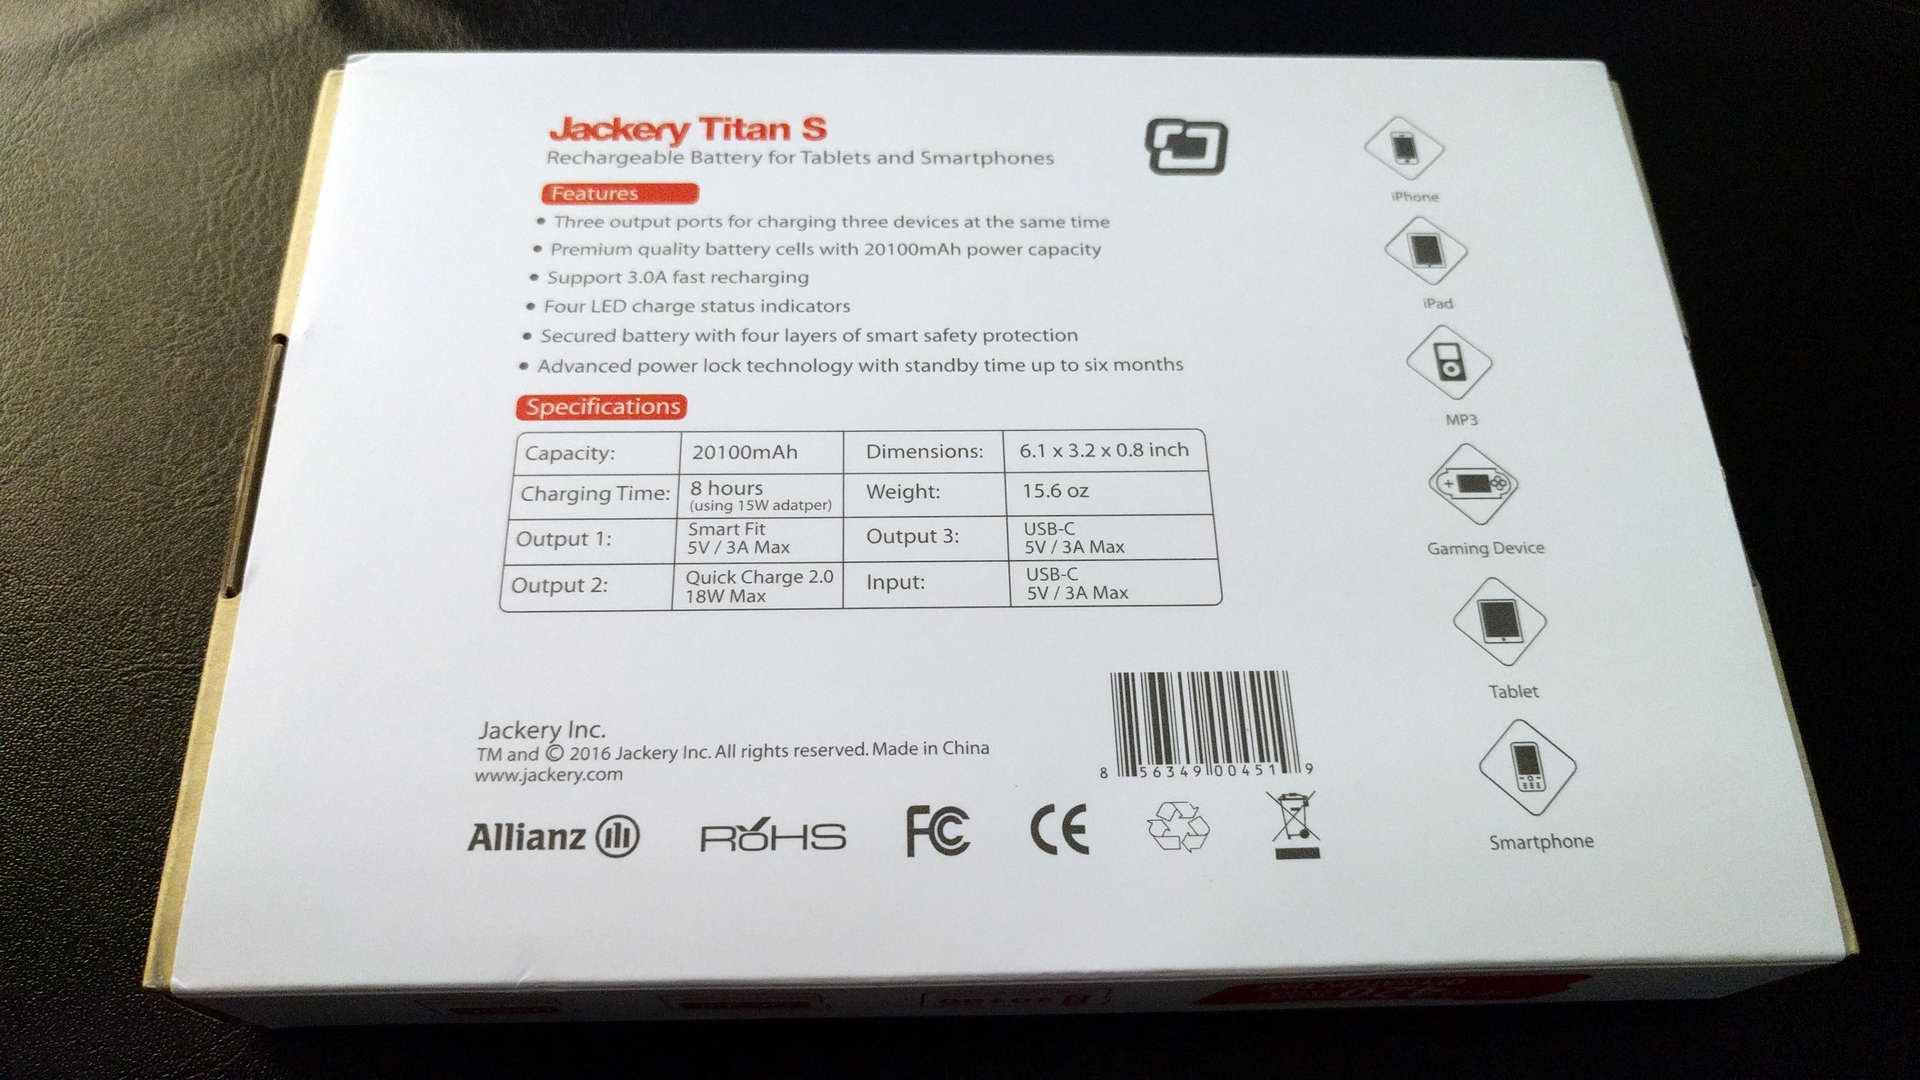 Jackery Titan S
Rechargeable Battery for Tablets and Smartphones
Features
• Three output ports for charging three devices at the same time
• Premium quality battery cells with 20100mAh power capacity
• Support 3.0A fast recharging
• Four LED charge status indicators
• Secured battery with four layers of smart safety protection
• Advanced power lock technology with standby time up to six months
Specifications
Capacity: 20100mAh Dimensions: 6.1 x 3.2 x 0.8 inch
Charging Time: 8 hours (using 15W adatper) Weight: 15.6 oz
Output 1: Smart Fit 5V / 3A Max Output 3: USB-C 5V / 3A Max
Output 2: Quick Charge 2.0 18W Max Input: USB-C 5V / 3A Max
Jackery Inc.
TM and © 2016 Jackery Inc. All rights reserved. Made in China
www.jackery.com
8 56349 00451 9
Allianz
RoHS
FC
CE
iPhone
iPad
MP3
Gaming Device
Tablet
Smartphone